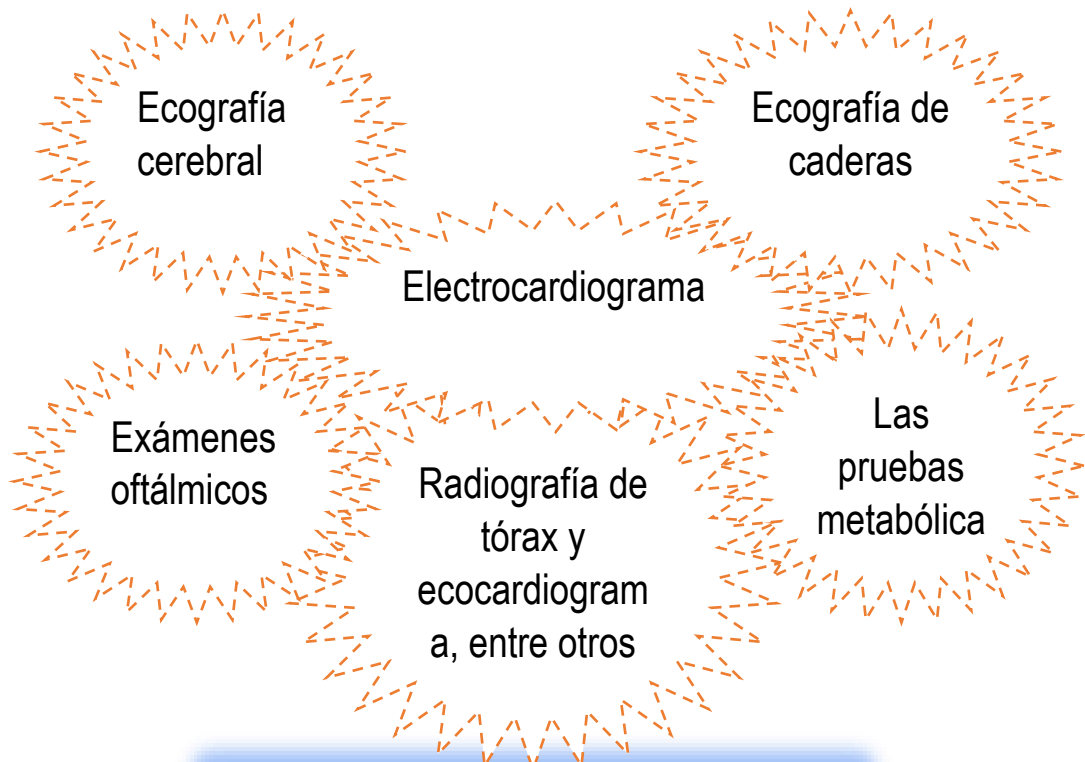 Ecografía
cerebral
Ecografía de
caderas
Electrocardiograma
Exámenes
oftálmicos
Radiografía de
tórax y
ecocardiogram
a, entre otros
Las
pruebas
metabólica